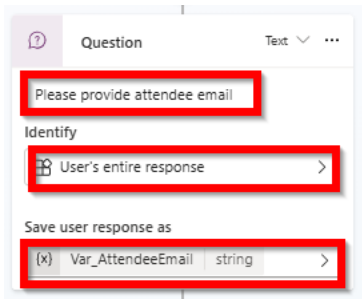 Question Text
Please provide attendee email
Identify
User's entire response
Save user response as
{x} Var_AttendeeEmail string